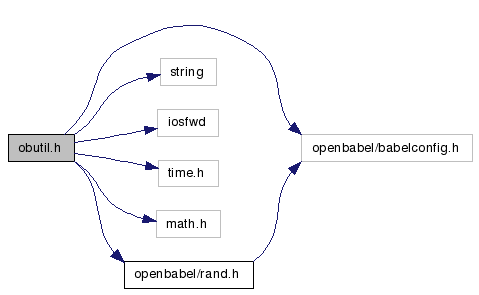 string
iosfwd
obutil.h
openbabel/babelconfig.h
time.h
math.h
openbabel/rand.h